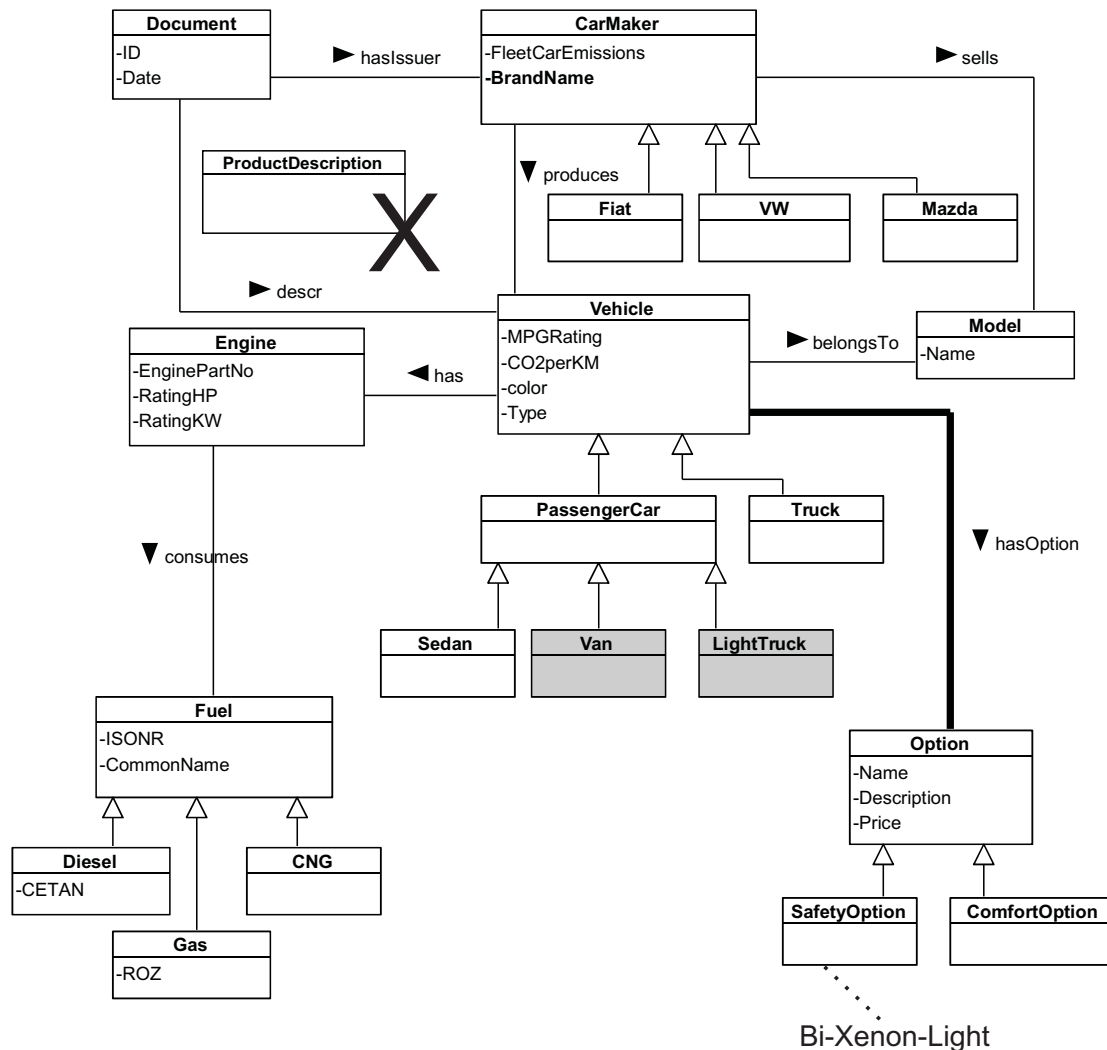 Document
-ID
-Date
hasIssuer
CarMaker
-FleetCarEmissions
-BrandName
sells
ProductDescription
X
produces
Fiat
VW
Mazda
descr
Vehicle
-MPGRating
-CO2perKM
-color
-Type
belongsTo
Model
-Name
Engine
-EnginePartNo
-RatingHP
-RatingKW
has
PassengerCar
Truck
hasOption
consumes
Sedan
Van
LightTruck
Fuel
-ISONR
-CommonName
Option
-Name
-Description
-Price
Diesel
-CETAN
CNG
Gas
-ROZ
SafetyOption
ComfortOption
Bi-Xenon-Light